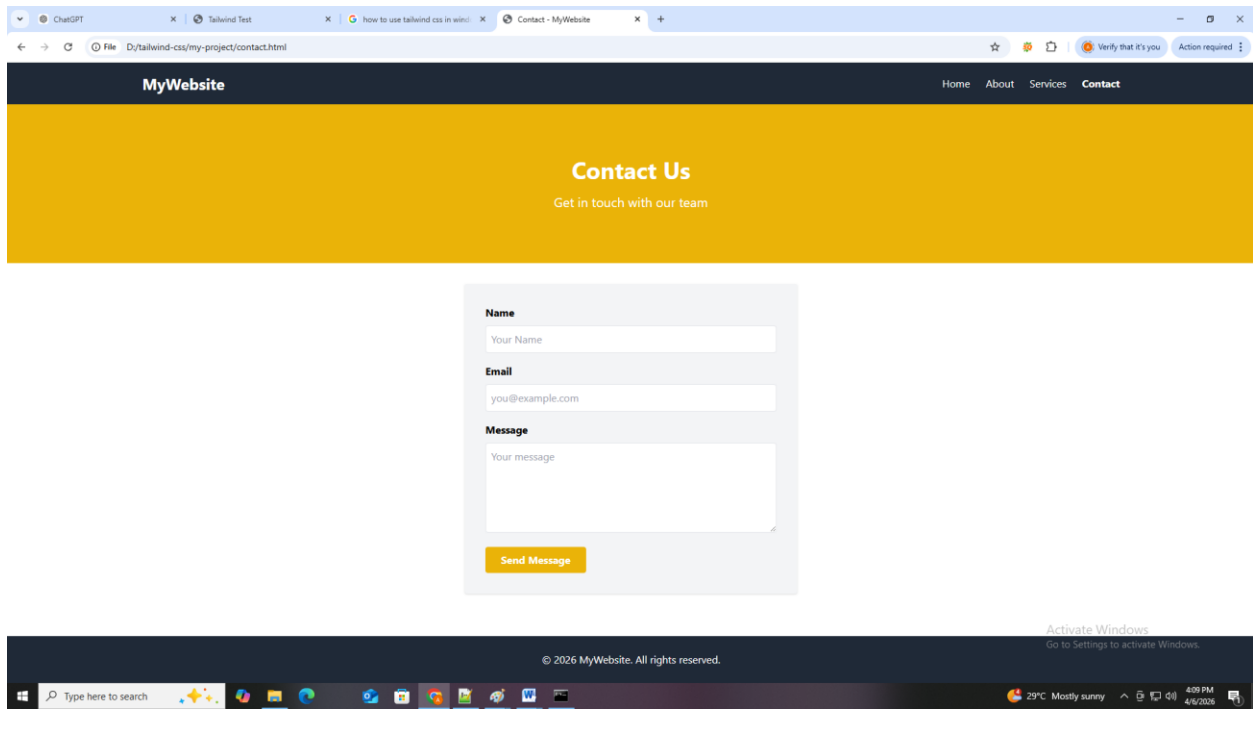 ChatGPT
Tailwind Test
how to use tailwind css in wind
Contact - MyWebsite
File D:/tailwind-css/my-project/contact.html
Verify that it's you
Action required
MyWebsite
Home About Services Contact
Contact Us
Get in touch with our team
Name
Your Name
Email
you@example.com
Message
Your message
Send Message
Activate Windows
Go to Settings to activate Windows.
© 2026 MyWebsite. All rights reserved.
Type here to search
29°C Mostly sunny
4:09 PM
4/6/2026